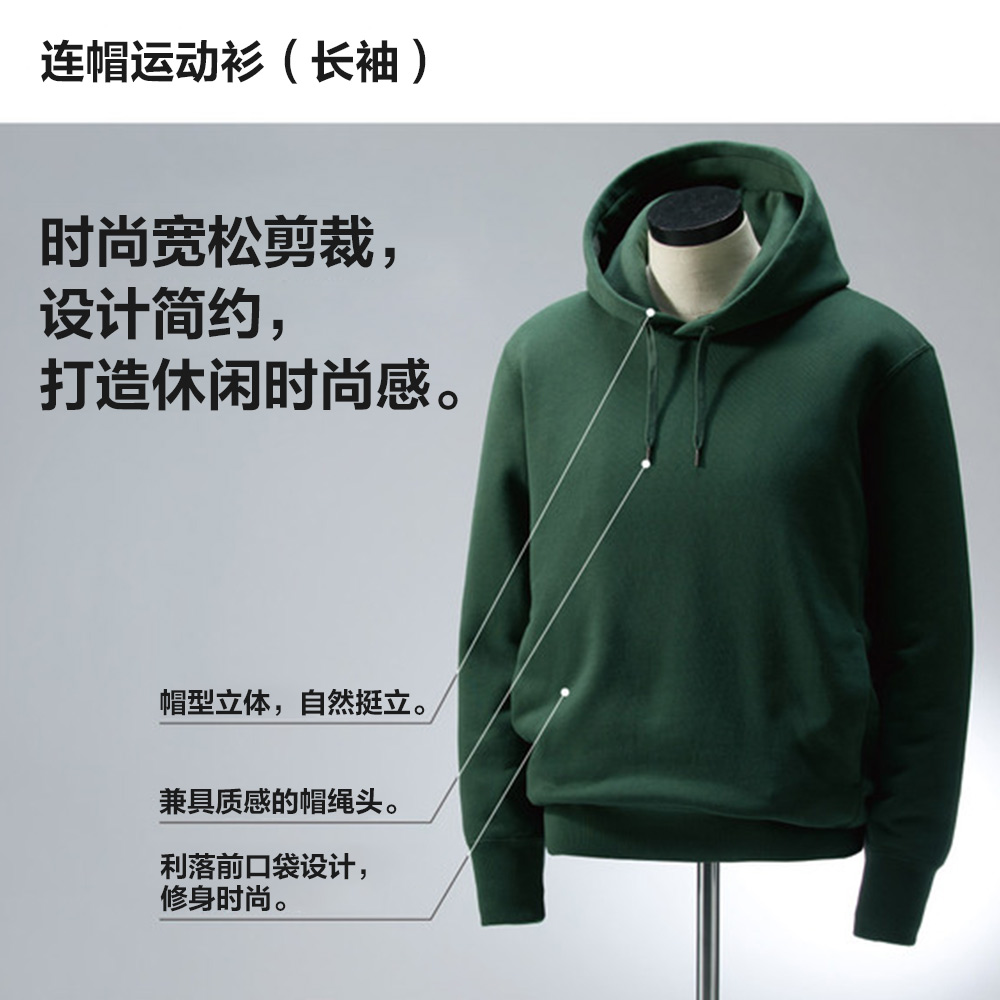 连帽运动衫（长袖）
时尚宽松剪裁，
设计简约，
打造休闲时尚感。
帽型立体，自然挺立。
兼具质感的帽绳头。
利落前口袋设计，
修身时尚。